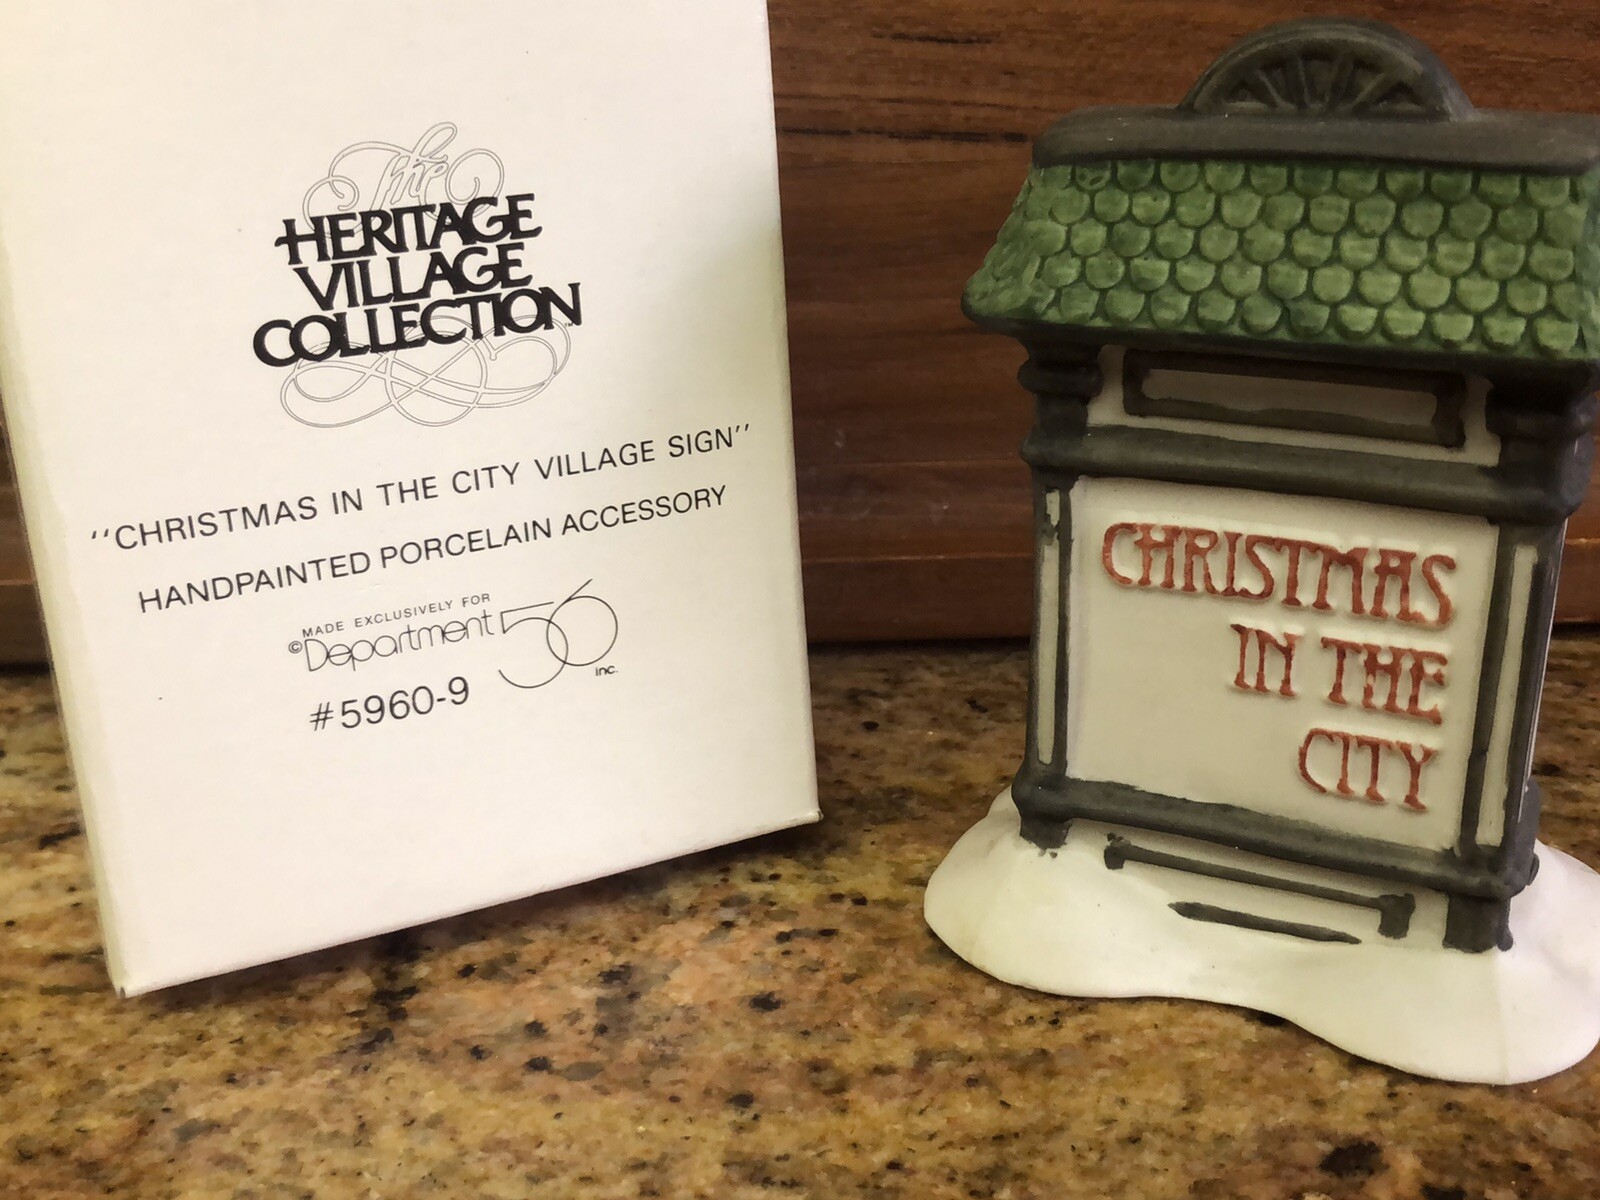 The
HERITAGE
VILLAGE
COLLECTION™
‘‘CHRISTMAS IN THE CITY VILLAGE SIGN’’
HANDPAINTED PORCELAIN ACCESSORY
MADE EXCLUSIVELY FOR
©Department 56 inc.
#5960-9
CHRISTMAS
IN THE
CITY